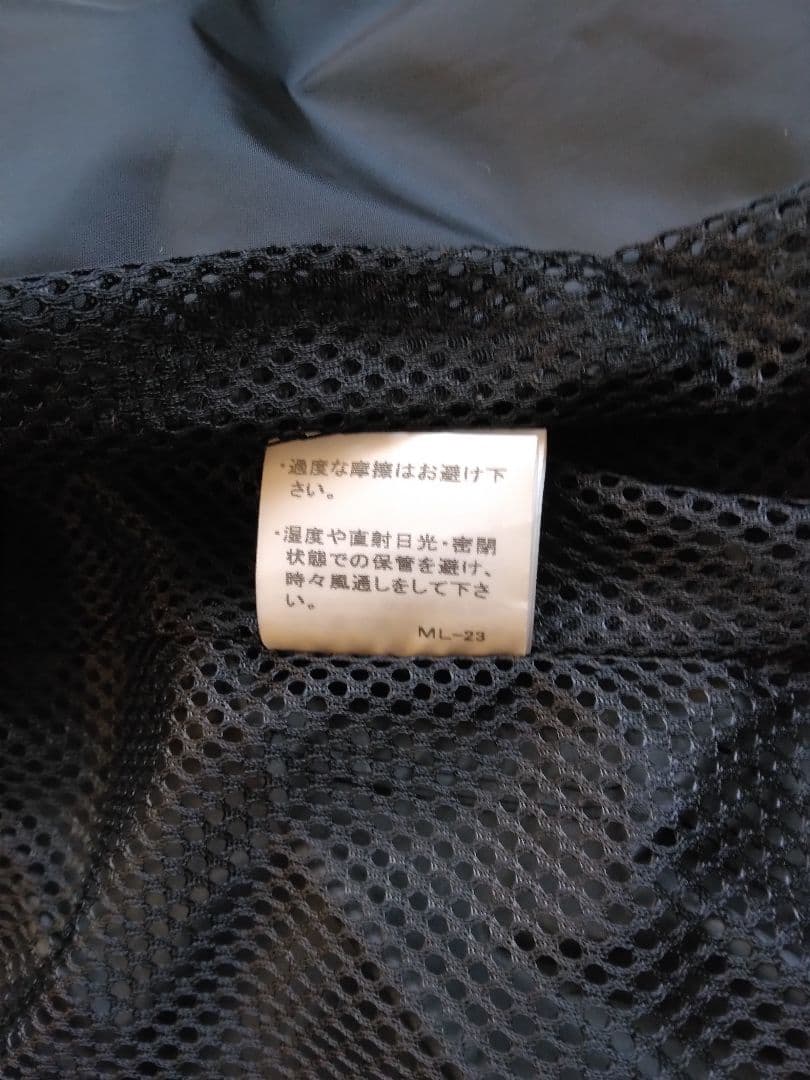 ・過度な摩擦はお避け下
さい。
・湿度や直射日光・密閉
状態での保管を避け、
時々風通しをして下さ
い。
ML-23